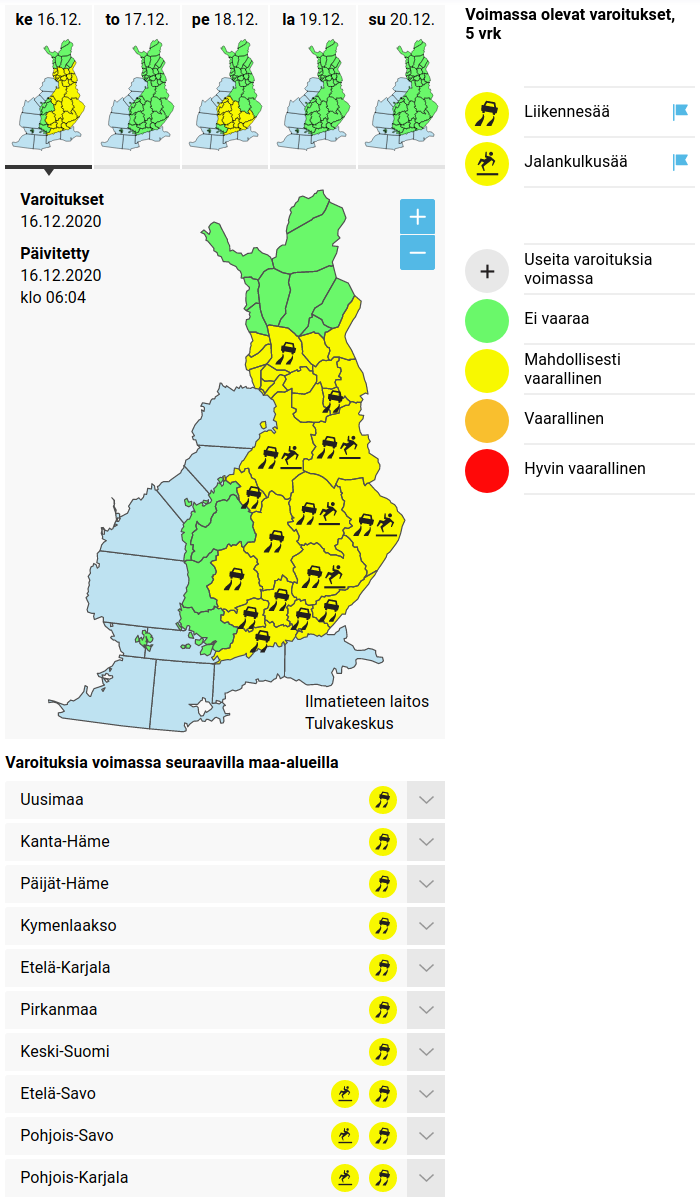 ke 16.12.
to 17.12.
pe 18.12.
la 19.12.
su 20.12.
Varoitukset
16.12.2020
Päivitetty
16.12.2020
klo 06:04
+
−
Ilmatieteen laitos
Tulvakeskus
Voimassa olevat varoitukset,
5 vrk
Liikennesää
Jalankulkusää
+
Useita varoituksia
voimassa
Ei vaaraa
Mahdollisesti
vaarallinen
Vaarallinen
Hyvin vaarallinen
Varoituksia voimassa seuraavilla maa-alueilla
Uusimaa
Kanta-Häme
Päijät-Häme
Kymenlaakso
Etelä-Karjala
Pirkanmaa
Keski-Suomi
Etelä-Savo
Pohjois-Savo
Pohjois-Karjala